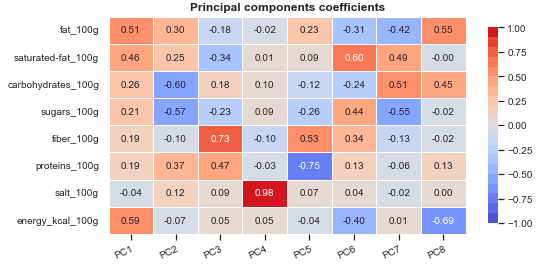 Principal components coefficients
fat_100g 0.51 0.30 -0.18 -0.02 0.23 -0.31 -0.42 0.55
saturated-fat_100g 0.46 0.25 -0.34 0.01 0.09 0.60 0.49 -0.00
carbohydrates_100g 0.26 -0.60 0.18 0.10 -0.12 -0.24 0.51 0.45
sugars_100g 0.21 -0.57 -0.23 0.09 -0.26 0.44 -0.55 -0.02
fiber_100g 0.19 -0.10 0.73 -0.10 0.53 0.34 -0.13 -0.02
proteins_100g 0.19 0.37 0.47 -0.03 -0.75 0.13 -0.06 0.13
salt_100g -0.04 0.12 0.09 0.98 0.07 0.04 -0.02 0.00
energy_kcal_100g 0.59 -0.07 0.05 0.05 -0.04 -0.40 0.01 -0.69
PC1 PC2 PC3 PC4 PC5 PC6 PC7 PC8
1.00
0.75
0.50
0.25
0.00
−0.25
−0.50
−0.75
−1.00